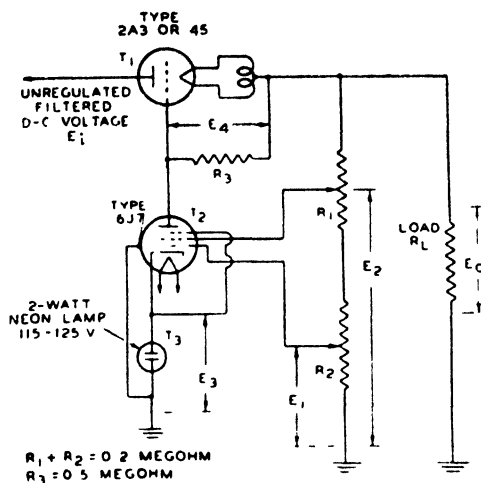 TYPE
2A3 OR 45
T1
UNREGULATED
FILTERED
D-C VOLTAGE
Ei
E4
R3
TYPE
6J7
T2
R1
E2
LOAD
RL
E0
2-WATT
NEON LAMP
115-125 V
T3
E3
R2
E1
R1 + R2 = 0.2 MEGOHM
R3 = 0.5 MEGOHM